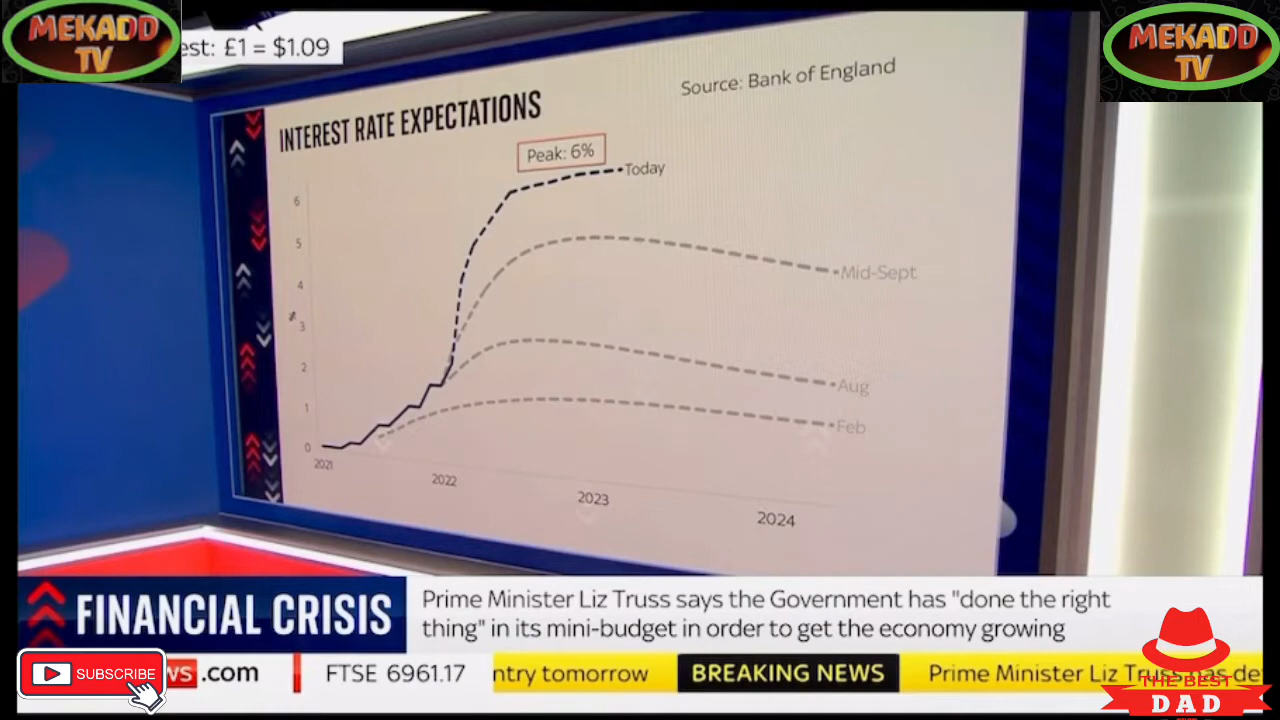 MEKADD
TV
est: £1 = $1.09
MEKADD
TV
Source: Bank of England
INTEREST RATE EXPECTATIONS
Peak: 6%
Today
6
5
Mid-Sept
4
%
3
2
Aug
1
Feb
0
2021
2022
2023
2024
FINANCIAL CRISIS
Prime Minister Liz Truss says the Government has "done the right
thing" in its mini-budget in order to get the economy growing
SUBSCRIBE
ws .com
FTSE 6961.17
ntry tomorrow
BREAKING NEWS
Prime Minister Liz
THE BEST
DAD